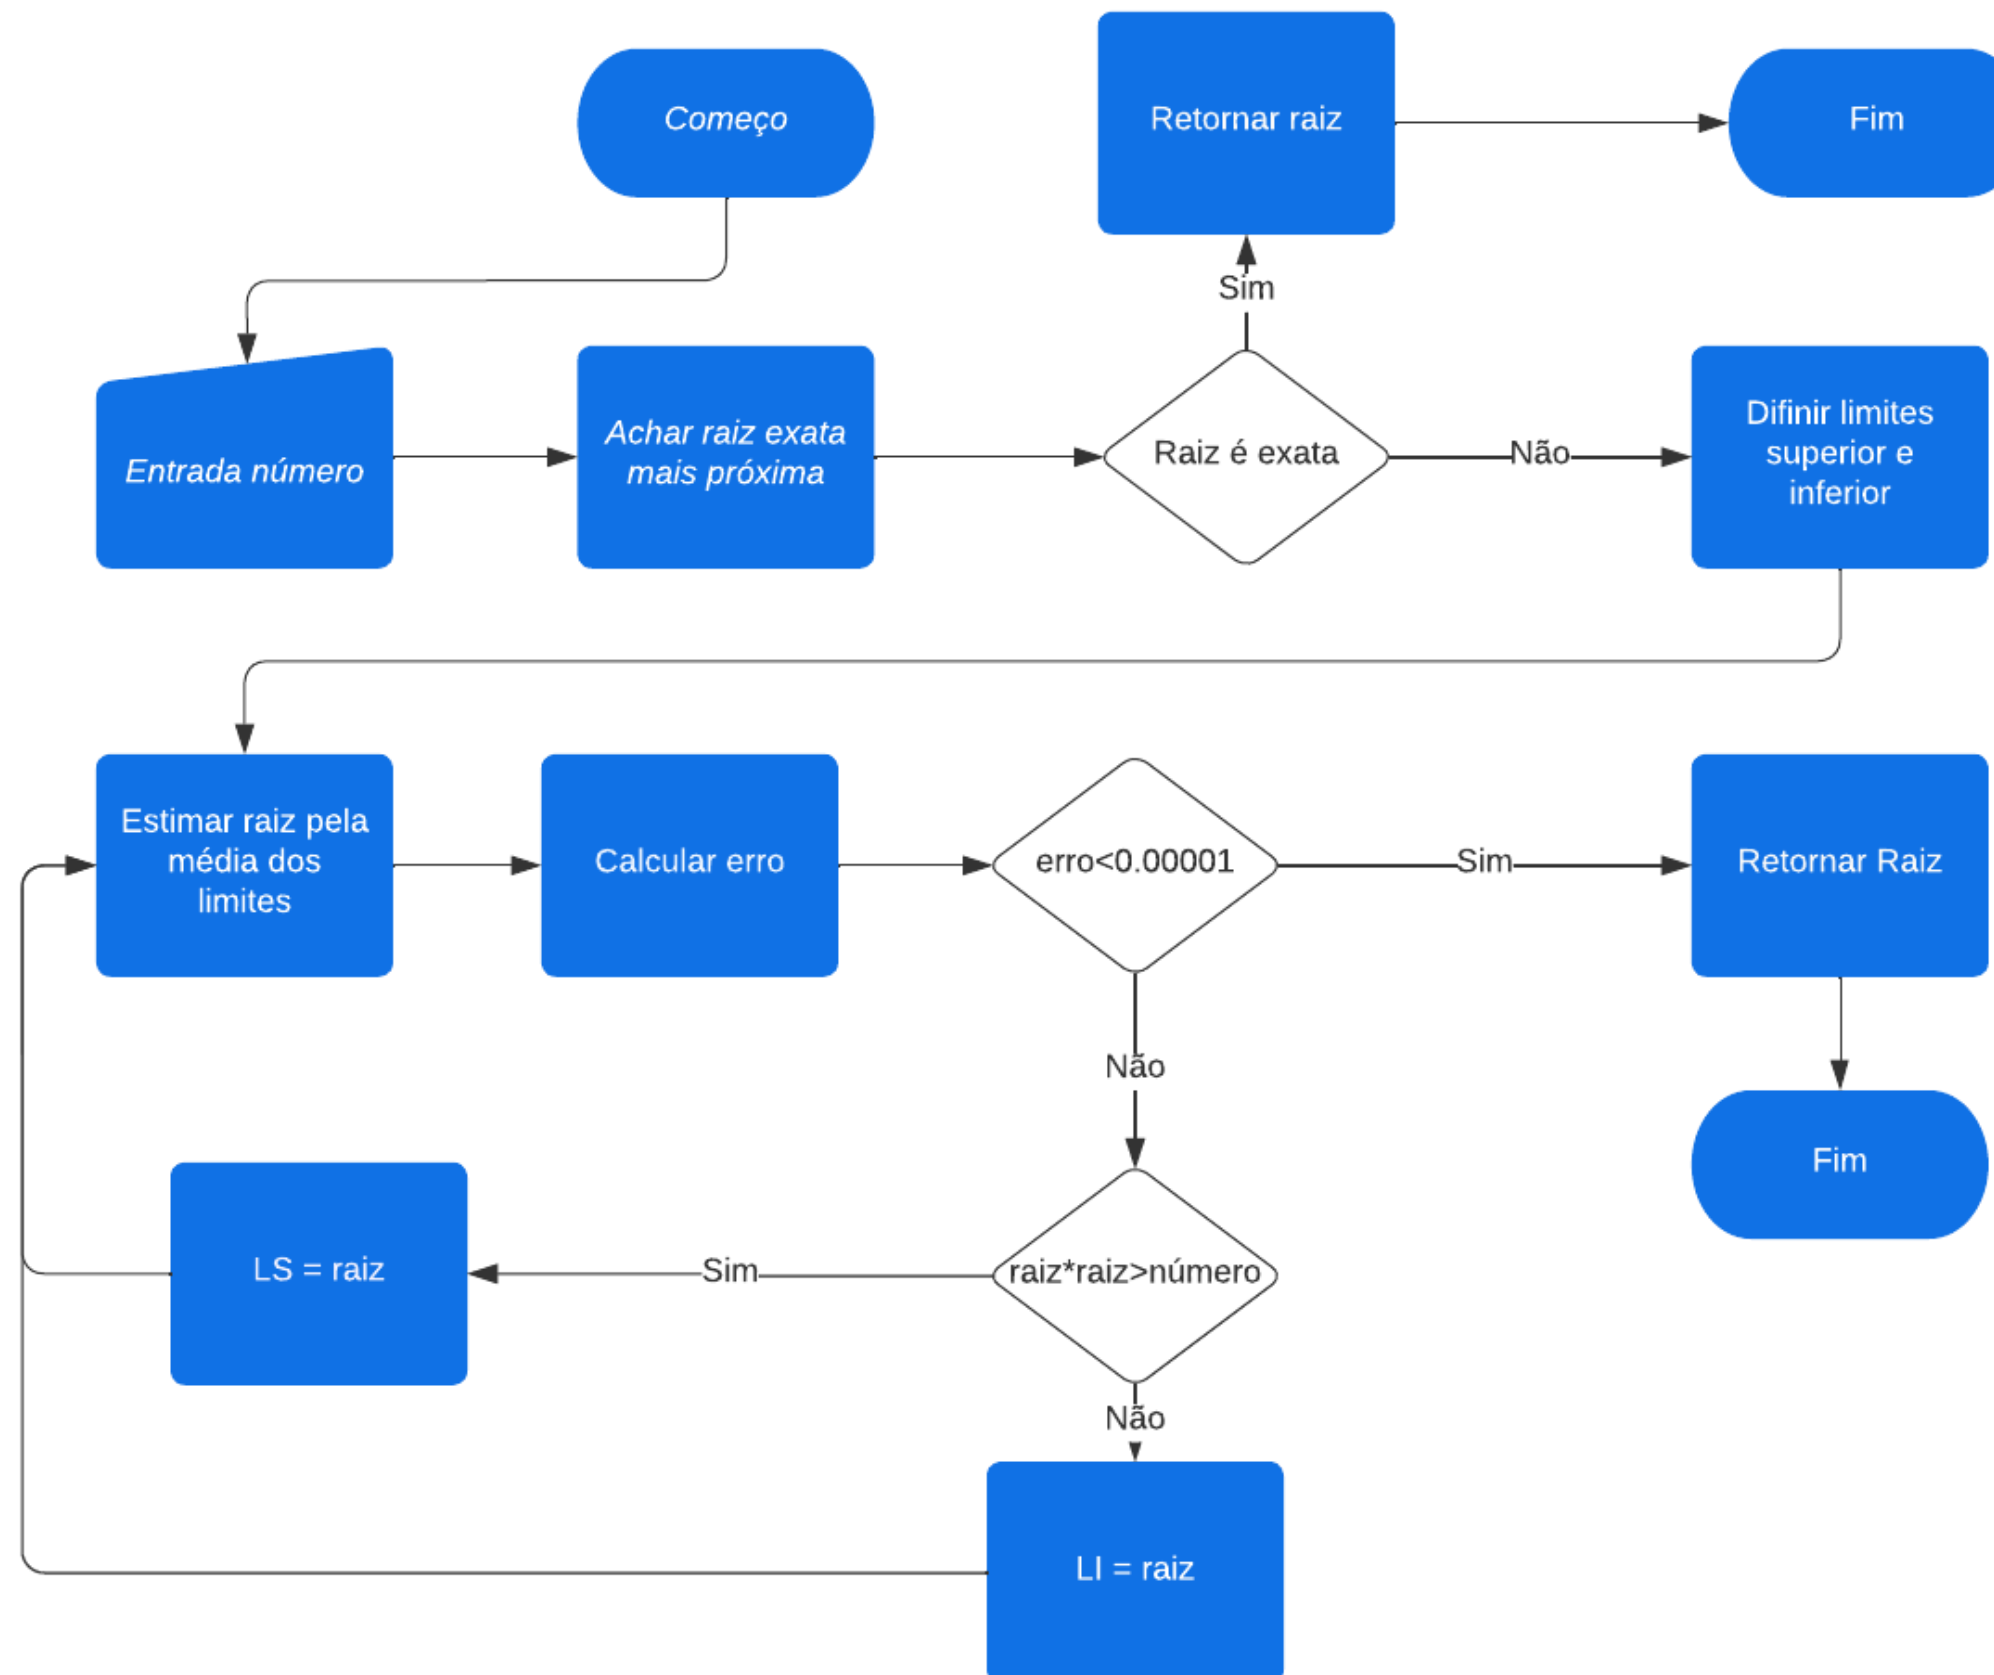 Começo
Retornar raiz
Fim
Sim
Entrada número
Achar raiz exata
mais próxima
Raiz é exata
Não
Difinir limites
superior e
inferior
Estimar raiz pela
média dos
limites
Calcular erro
erro<0.00001
Sim
Retornar Raiz
Não
Fim
LS = raiz
Sim
raiz*raiz>número
Não
LI = raiz